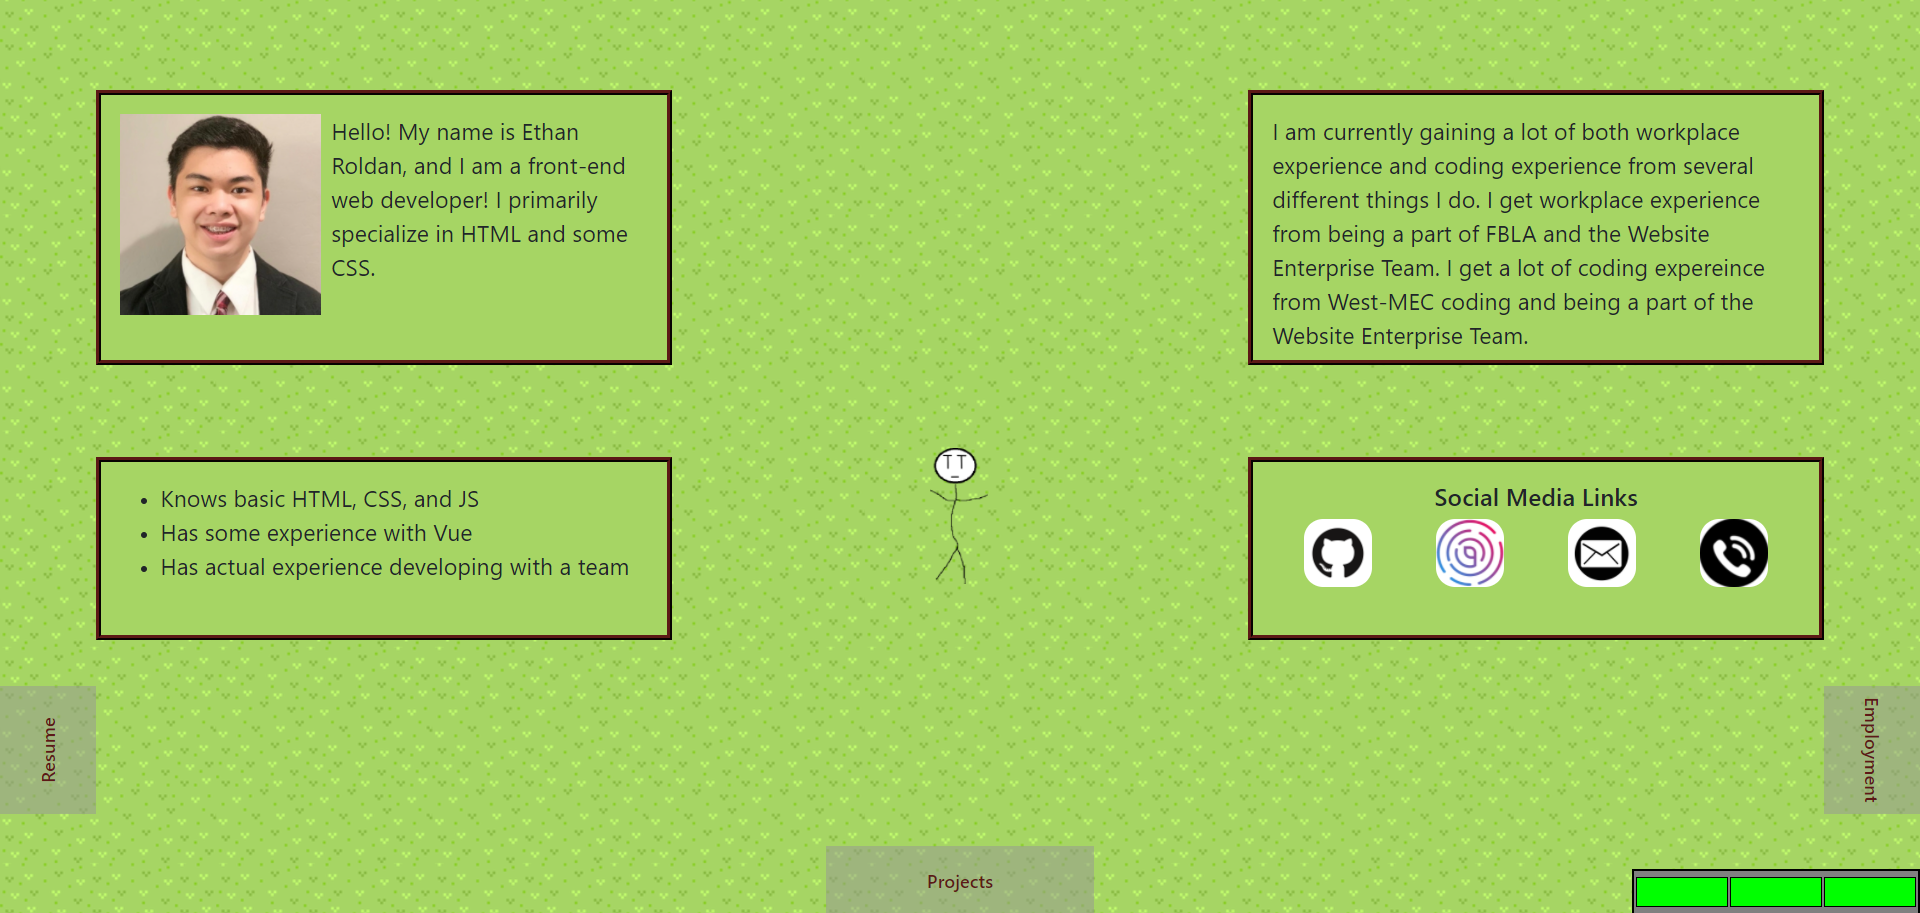 Hello! My name is Ethan
Roldan, and I am a front-end
web developer! I primarily
specialize in HTML and some
CSS.
I am currently gaining a lot of both workplace
experience and coding experience from several
different things I do. I get workplace experience
from being a part of FBLA and the Website
Enterprise Team. I get a lot of coding expereince
from West-MEC coding and being a part of the
Website Enterprise Team.
• Knows basic HTML, CSS, and JS
• Has some experience with Vue
• Has actual experience developing with a team
Social Media Links
Resume
Employment
Projects